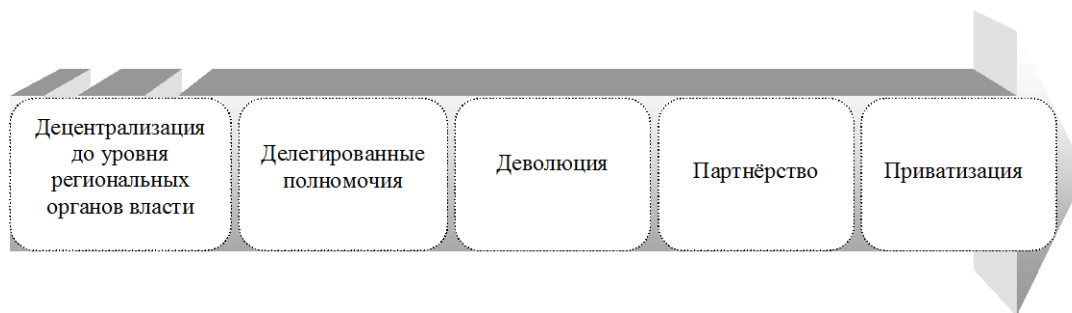 Децентрализация
до уровня
региональных
органов власти
Делегированные
полномочия
Деволюция
Партнёрство
Приватизация